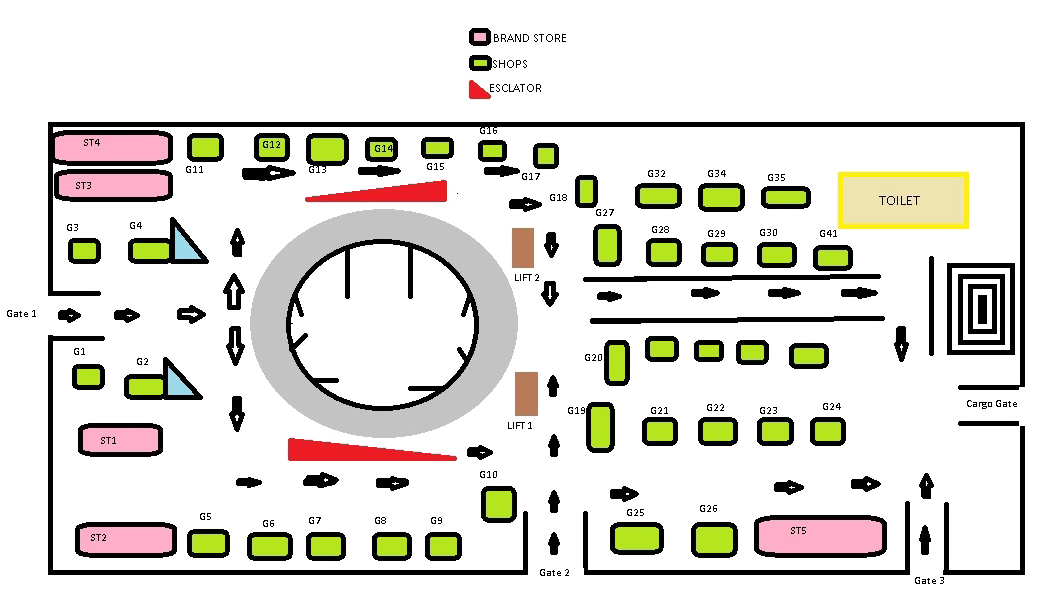 BRAND STORE
SHOPS
ESCLATOR
G16
ST4
G12
G14
G11
G13
G15
G17
ST3
G18
G32
G34
G35
TOILET
G3
G4
G27
G28
G29
G30
G41
LIFT 2
Gate 1
G1
G2
G20
Cargo Gate
G19
G21
G22
G23
G24
LIFT 1
ST1
G10
G5
G6
G7
G8
G9
G25
G26
ST2
ST5
Gate 2
Gate 3